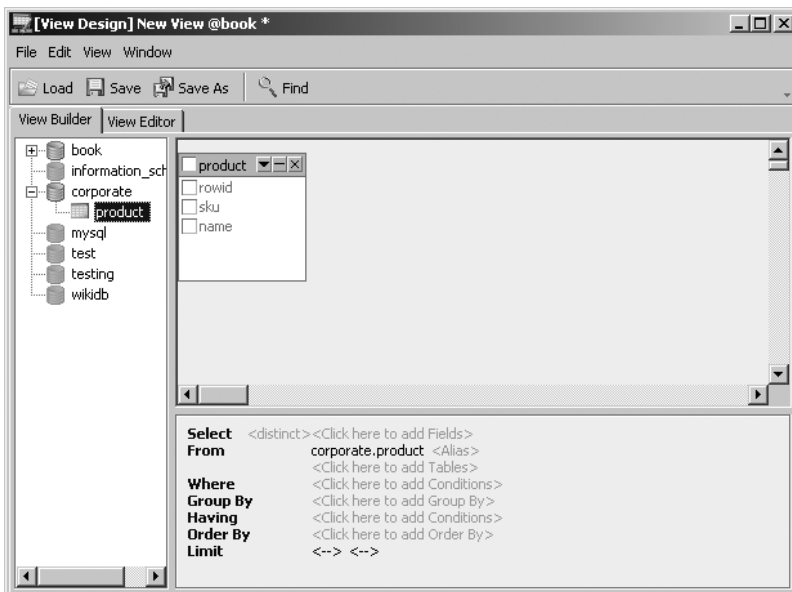 [View Design] New View @book *
File Edit View Window
Load Save Save As Find
View Builder View Editor
book
information_sch
corporate
product
mysql
test
testing
wikidb
product
rowid
sku
name
Select <distinct><Click here to add Fields>
From corporate.product <Alias>
<Click here to add Tables>
Where <Click here to add Conditions>
Group By <Click here to add Group By>
Having <Click here to add Conditions>
Order By <Click here to add Order By>
Limit <--> <-->